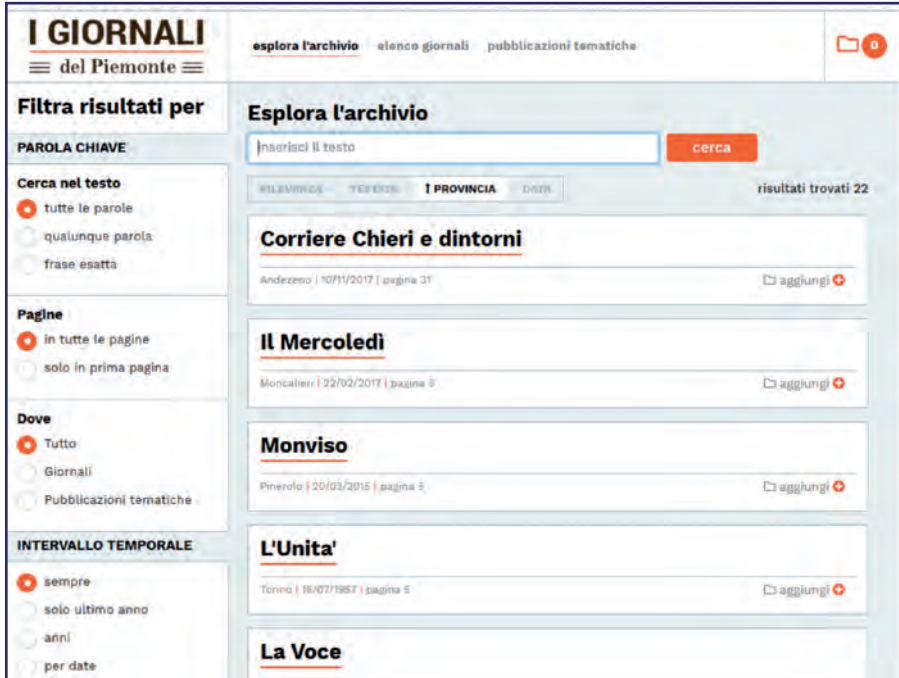 I GIORNALI
del Piemonte
esplora l'archivio elenco giornali pubblicazioni tematiche
0
Filtra risultati per
PAROLA CHIAVE
Cerca nel testo
tutte le parole
qualunque parola
frase esatta
Pagine
in tutte le pagine
solo in prima pagina
Dove
Tutto
Giornali
Pubblicazioni tematiche
INTERVALLO TEMPORALE
sempre
solo ultimo anno
anni
per date
Esplora l'archivio
inserisci il testo
cerca
RILEVANZA TESTATA PROVINCIA DATA
risultati trovati 22
Corriere Chieri e dintorni
Andezeno | 10/11/2017 | pagina 31
aggiungi
Il Mercoledì
Moncalieri | 22/02/2017 | pagina
aggiungi
Monviso
Pinerolo | 20/03/2015 | pagina
aggiungi
L'Unita'
Torino | 16/07/1957 | pagina
aggiungi
La Voce